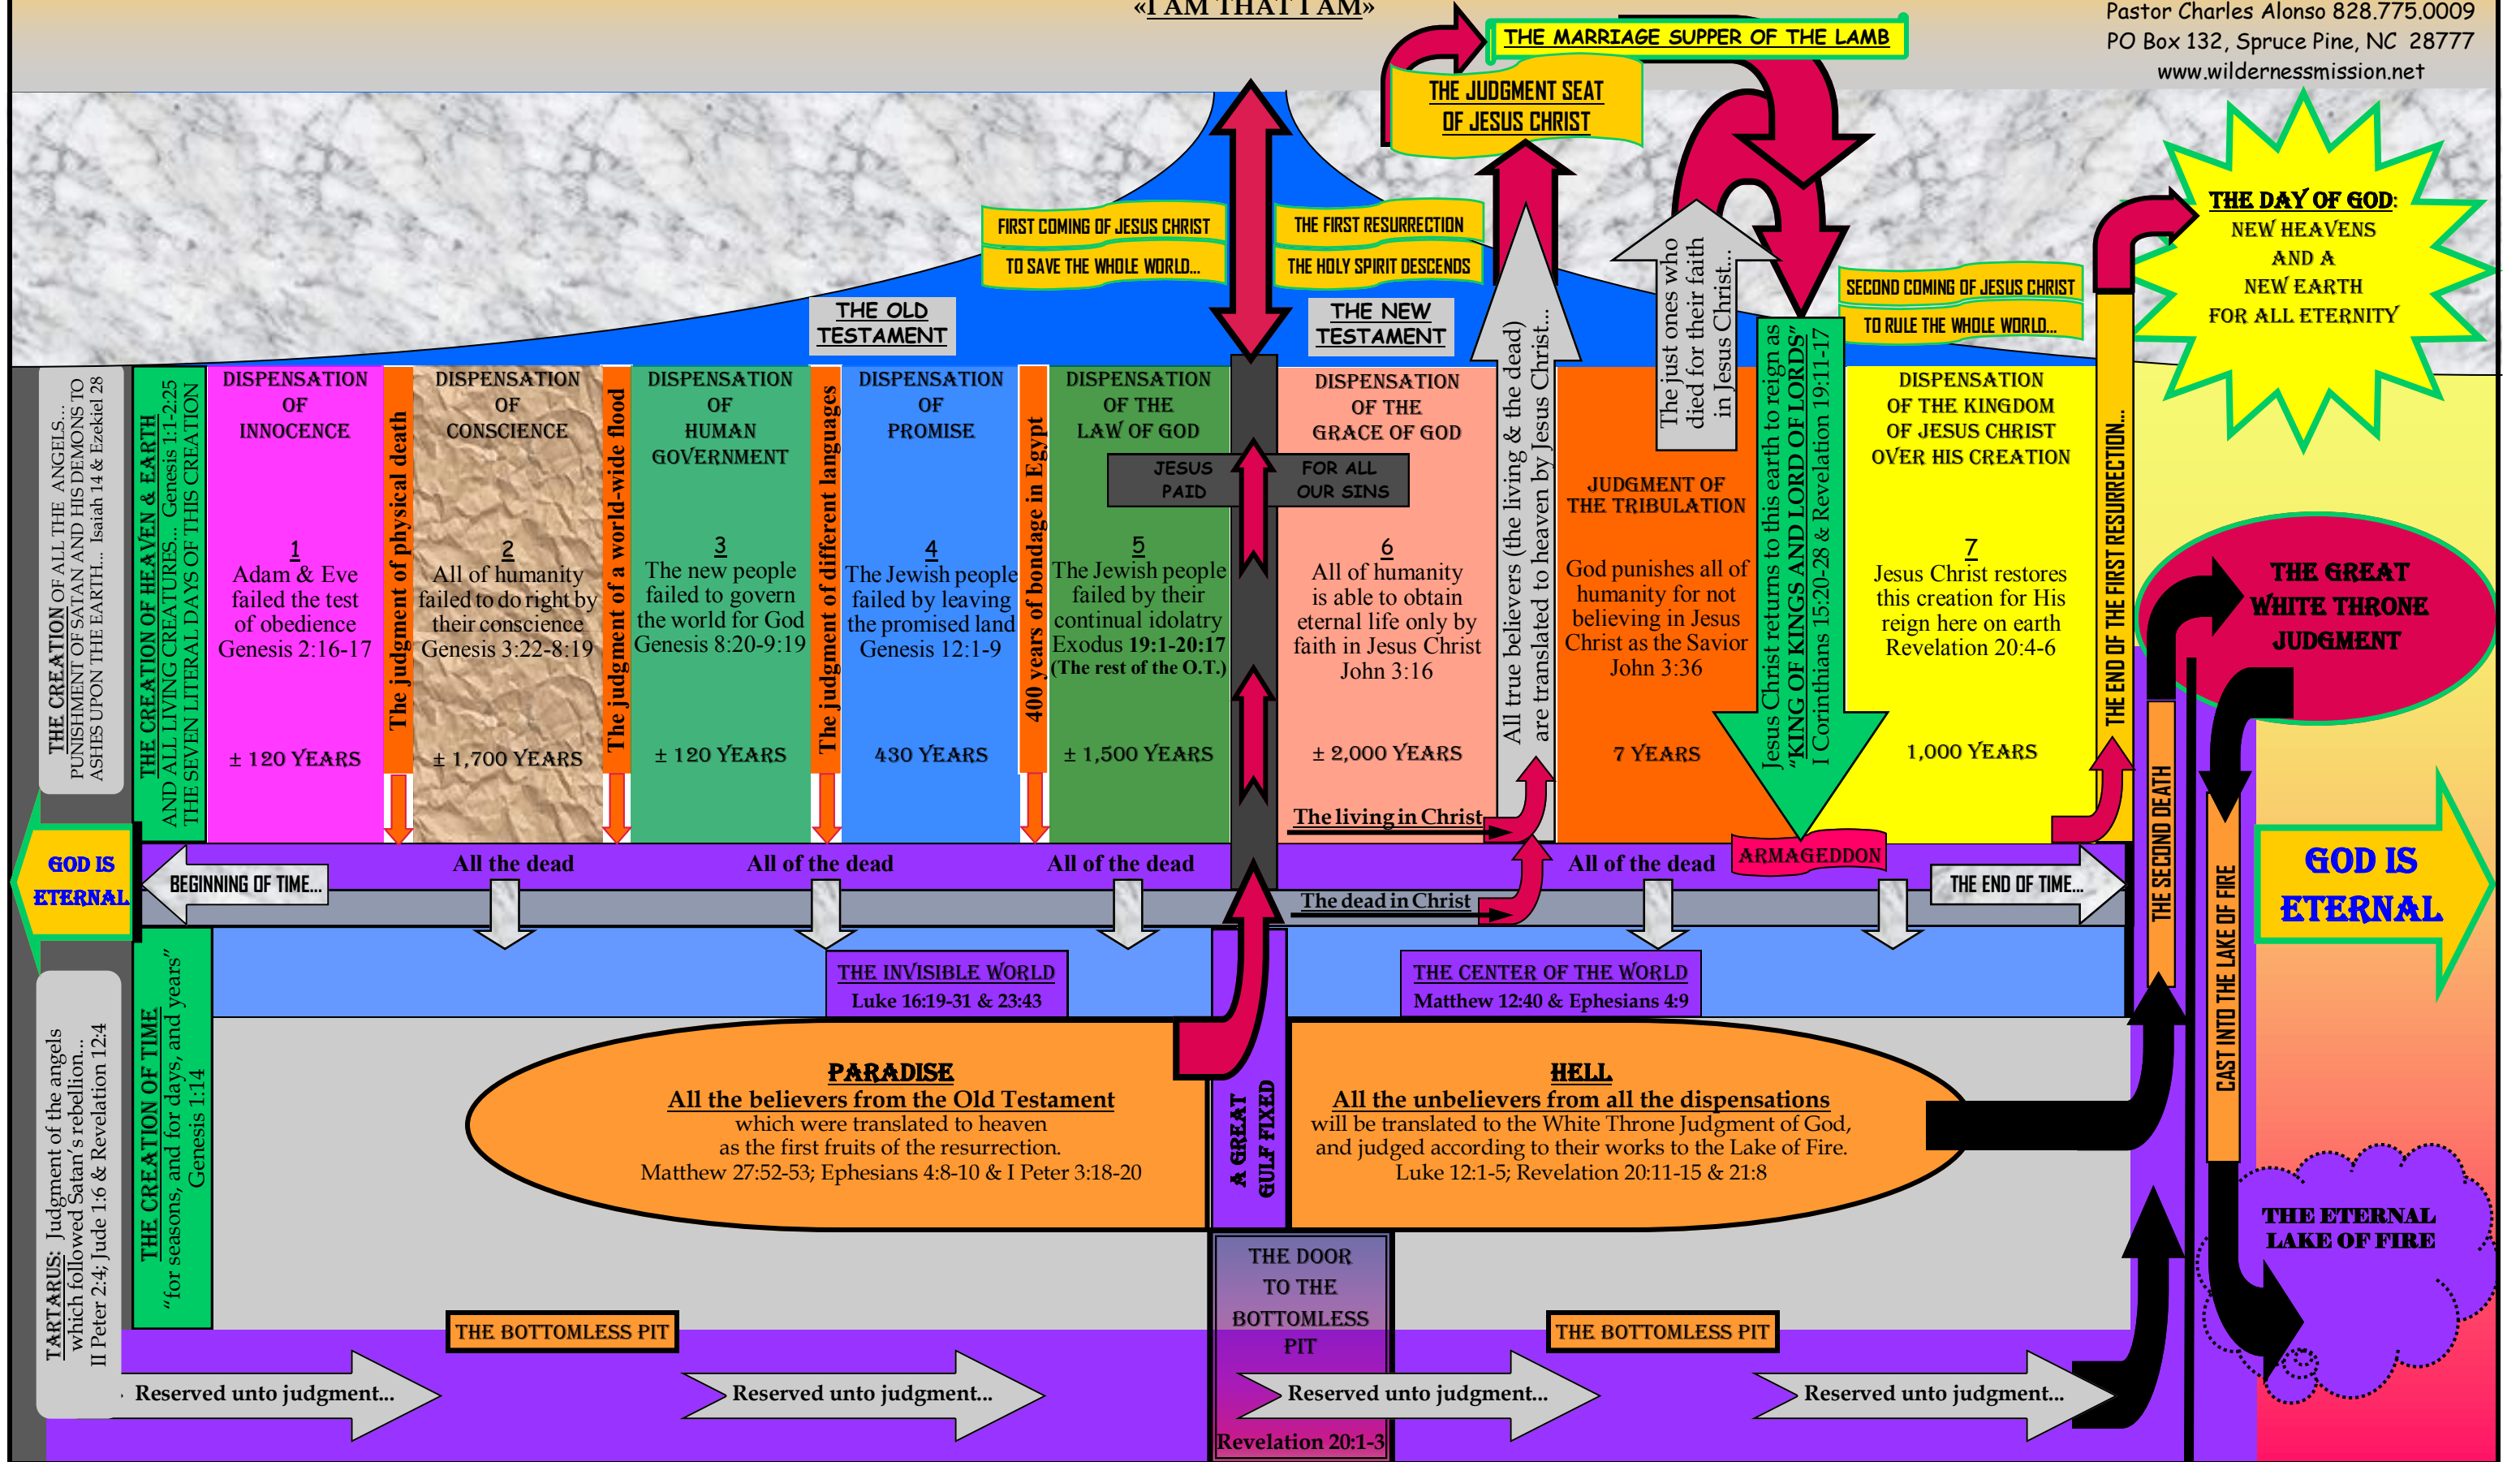 «I AM THAT I AM»
Pastor Charles Alonso 828.775.0009
PO Box 132, Spruce Pine, NC  28777
www.wildernessmission.net
THE MARRIAGE SUPPER OF THE LAMB
THE JUDGMENT SEAT
OF JESUS CHRIST
THE DAY OF GOD:
NEW HEAVENS
AND A
NEW EARTH
FOR ALL ETERNITY
FIRST COMING OF JESUS CHRIST
TO SAVE THE WHOLE WORLD...
THE FIRST RESURRECTION
THE HOLY SPIRIT DESCENDS
SECOND COMING OF JESUS CHRIST
TO RULE THE WHOLE WORLD...
THE OLD
TESTAMENT
THE NEW
TESTAMENT
THE CREATION OF ALL THE ANGELS...
PUNISHMENT OF SATAN AND HIS DEMONS TO
ASHES UPON THE EARTH... Isaiah 14 & Ezekiel 28
THE CREATION OF HEAVEN & EARTH
AND ALL LIVING CREATURES... Genesis 1:1-2:25
THE SEVEN LITERAL DAYS OF THIS CREATION
DISPENSATION
OF
INNOCENCE
1
Adam & Eve
failed the test
of obedience
Genesis 2:16-17
± 120 YEARS
The judgment of physical death
DISPENSATION
OF
CONSCIENCE
2
All of humanity
failed to do right by
their conscience
Genesis 3:22-8:19
± 1,700 YEARS
The judgment of a world-wide flood
DISPENSATION
OF
HUMAN
GOVERNMENT
3
The new people
failed to govern
the world for God
Genesis 8:20-9:19
± 120 YEARS
The judgment of different languages
DISPENSATION
OF
PROMISE
4
The Jewish people
failed by leaving
the promised land
Genesis 12:1-9
430 YEARS
400 years of bondage in Egypt
DISPENSATION
OF THE
LAW OF GOD
5
The Jewish people
failed by their
continual idolatry
Exodus 19:1-20:17
(The rest of the O.T.)
± 1,500 YEARS
JESUS
PAID
FOR ALL
OUR SINS
DISPENSATION
OF THE
GRACE OF GOD
6
All of humanity
is able to obtain
eternal life only by
faith in Jesus Christ
John 3:16
± 2,000 YEARS
The living in Christ
All true believers (the living & the dead)
are translated to heaven by Jesus Christ...
JUDGMENT OF
THE TRIBULATION
God punishes all of
humanity for not
believing in Jesus
Christ as the Savior
John 3:36
7 YEARS
The just ones who
died for their faith
in Jesus Christ...
Jesus Christ returns to this earth to reign as
"KING OF KINGS AND LORD OF LORDS"
I Corinthians 15:20-28 & Revelation 19:11-17
DISPENSATION
OF THE KINGDOM
OF JESUS CHRIST
OVER HIS CREATION
7
Jesus Christ restores
this creation for His
reign here on earth
Revelation 20:4-6
1,000 YEARS
THE END OF THE FIRST RESURRECTION...
THE GREAT
WHITE THRONE
JUDGMENT
GOD IS
ETERNAL
BEGINNING OF TIME...
All the dead
All of the dead
All of the dead
The dead in Christ
All of the dead
ARMAGEDDON
THE END OF TIME...
THE SECOND DEATH
CAST INTO THE LAKE OF FIRE
GOD IS
ETERNAL
THE INVISIBLE WORLD
Luke 16:19-31 & 23:43
THE CENTER OF THE WORLD
Matthew 12:40 & Ephesians 4:9
TARTARUS: Judgment of the angels
which followed Satan's rebellion...
II Peter 2:4; Jude 1:6 & Revelation 12:4
THE CREATION OF TIME
"for seasons, and for days, and years"
Genesis 1:14
PARADISE
All the believers from the Old Testament
which were translated to heaven
as the first fruits of the resurrection.
Matthew 27:52-53; Ephesians 4:8-10 & I Peter 3:18-20
A GREAT
GULF FIXED
HELL
All the unbelievers from all the dispensations
will be translated to the White Throne Judgment of God,
and judged according to their works to the Lake of Fire.
Luke 12:1-5; Revelation 20:11-15 & 21:8
THE ETERNAL
LAKE OF FIRE
THE DOOR
TO THE
BOTTOMLESS
PIT
Revelation 20:1-3
THE BOTTOMLESS PIT
THE BOTTOMLESS PIT
Reserved unto judgment...
Reserved unto judgment...
Reserved unto judgment...
Reserved unto judgment...